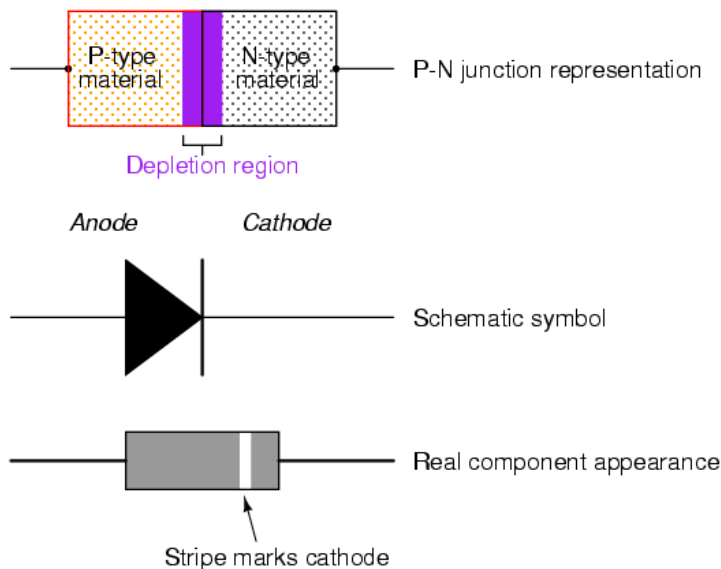 P-type
material
N-type
material
P-N junction representation
Depletion region
Anode
Cathode
Schematic symbol
Real component appearance
Stripe marks cathode